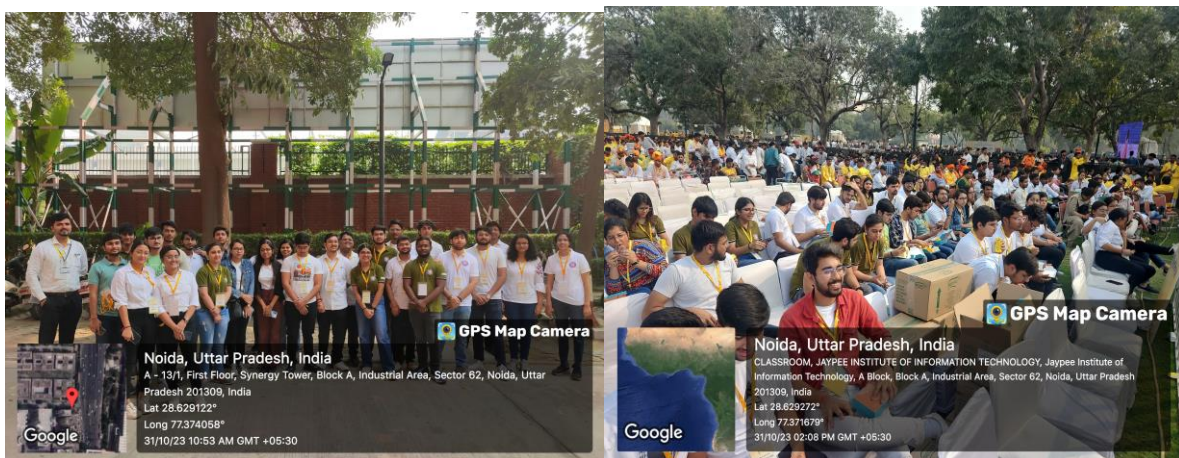 GPS Map Camera
Noida, Uttar Pradesh, India
A - 13/1, First Floor, Synergy Tower, Block A, Industrial Area, Sector 62, Noida, Uttar
Pradesh 201309, India
Lat 28.629122°
Long 77.374058°
31/10/23 10:53 AM GMT +05:30
Google
GPS Map Camera
Noida, Uttar Pradesh, India
CLASSROOM, JAYPEE INSTITUTE OF INFORMATION TECHNOLOGY, Jaypee Institute of
Information Technology, A Block, Block A, Industrial Area, Sector 62, Noida, Uttar Pradesh
201309, India
Lat 28.629272°
Long 77.371679°
31/10/23 02:08 PM GMT +05:30
Google